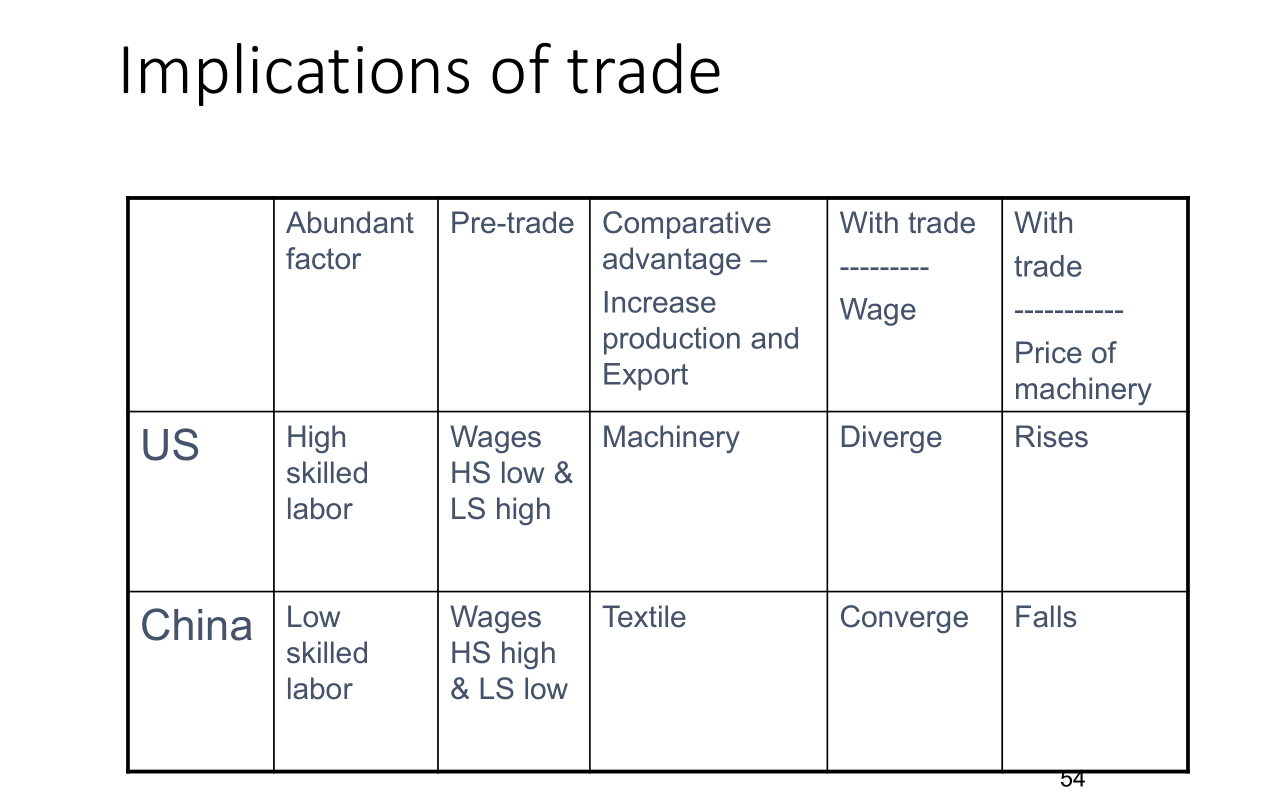 Implications of trade
Abundant
factor
Pre-trade
Comparative
advantage –
Increase
production and
Export
With trade
---------
Wage
With
trade
-----------
Price of
machinery
US
High
skilled
labor
Wages
HS low &
LS high
Machinery
Diverge
Rises
China
Low
skilled
labor
Wages
HS high
& LS low
Textile
Converge
Falls
54